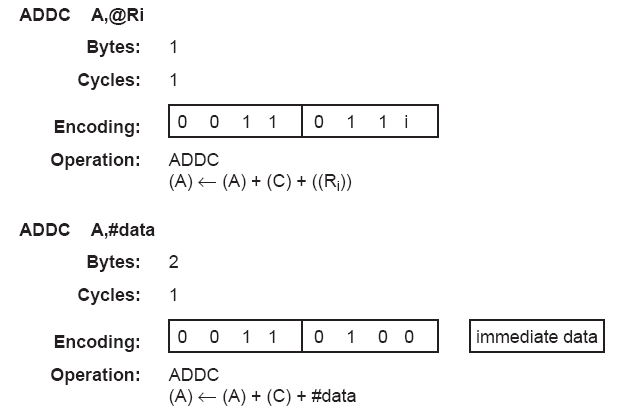 ADDC A,@Ri
Bytes: 1
Cycles: 1
Encoding: 0 0 1 1 0 1 1 i
Operation: ADDC
(A) ← (A) + (C) + ((Ri))
ADDC A,#data
Bytes: 2
Cycles: 1
Encoding: 0 0 1 1 0 1 0 0 immediate data
Operation: ADDC
(A) ← (A) + (C) + #data